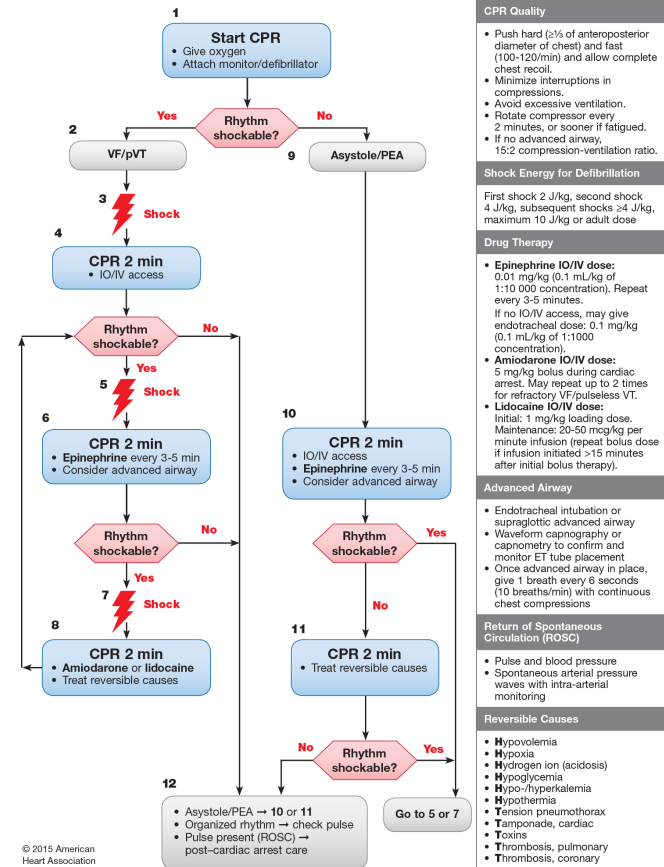 1
Start CPR
• Give oxygen
• Attach monitor/defibrillator
Rhythm
shockable?
Yes
No
2
VF/pVT
9
Asystole/PEA
3
Shock
4
CPR 2 min
• IO/IV access
Rhythm
shockable?
No
Yes
5
Shock
6
CPR 2 min
• Epinephrine every 3-5 min
• Consider advanced airway
Rhythm
shockable?
No
Yes
7
Shock
8
CPR 2 min
• Amiodarone or lidocaine
• Treat reversible causes
10
CPR 2 min
• IO/IV access
• Epinephrine every 3-5 min
• Consider advanced airway
Rhythm
shockable?
Yes
No
11
CPR 2 min
• Treat reversible causes
No
Rhythm
shockable?
Yes
12
• Asystole/PEA → 10 or 11
• Organized rhythm → check pulse
• Pulse present (ROSC) →
post–cardiac arrest care
Go to 5 or 7
© 2015 American
Heart Association
CPR Quality
• Push hard (≥⅓ of anteroposterior
diameter of chest) and fast
(100-120/min) and allow complete
chest recoil.
• Minimize interruptions in
compressions.
• Avoid excessive ventilation.
• Rotate compressor every
2 minutes, or sooner if fatigued.
• If no advanced airway,
15:2 compression-ventilation ratio.
Shock Energy for Defibrillation
First shock 2 J/kg, second shock
4 J/kg, subsequent shocks ≥4 J/kg,
maximum 10 J/kg or adult dose
Drug Therapy
• Epinephrine IO/IV dose:
0.01 mg/kg (0.1 mL/kg of
1:10 000 concentration). Repeat
every 3-5 minutes.
If no IO/IV access, may give
endotracheal dose: 0.1 mg/kg
(0.1 mL/kg of 1:1000
concentration).
• Amiodarone IO/IV dose:
5 mg/kg bolus during cardiac
arrest. May repeat up to 2 times
for refractory VF/pulseless VT.
• Lidocaine IO/IV dose:
Initial: 1 mg/kg loading dose.
Maintenance: 20-50 mcg/kg per
minute infusion (repeat bolus dose
if infusion initiated >15 minutes
after initial bolus therapy).
Advanced Airway
• Endotracheal intubation or
supraglottic advanced airway
• Waveform capnography or
capnometry to confirm and
monitor ET tube placement
• Once advanced airway in place,
give 1 breath every 6 seconds
(10 breaths/min) with continuous
chest compressions
Return of Spontaneous
Circulation (ROSC)
• Pulse and blood pressure
• Spontaneous arterial pressure
waves with intra-arterial
monitoring
Reversible Causes
• Hypovolemia
• Hypoxia
• Hydrogen ion (acidosis)
• Hypoglycemia
• Hypo-/hyperkalemia
• Hypothermia
• Tension pneumothorax
• Tamponade, cardiac
• Toxins
• Thrombosis, pulmonary
• Thrombosis, coronary